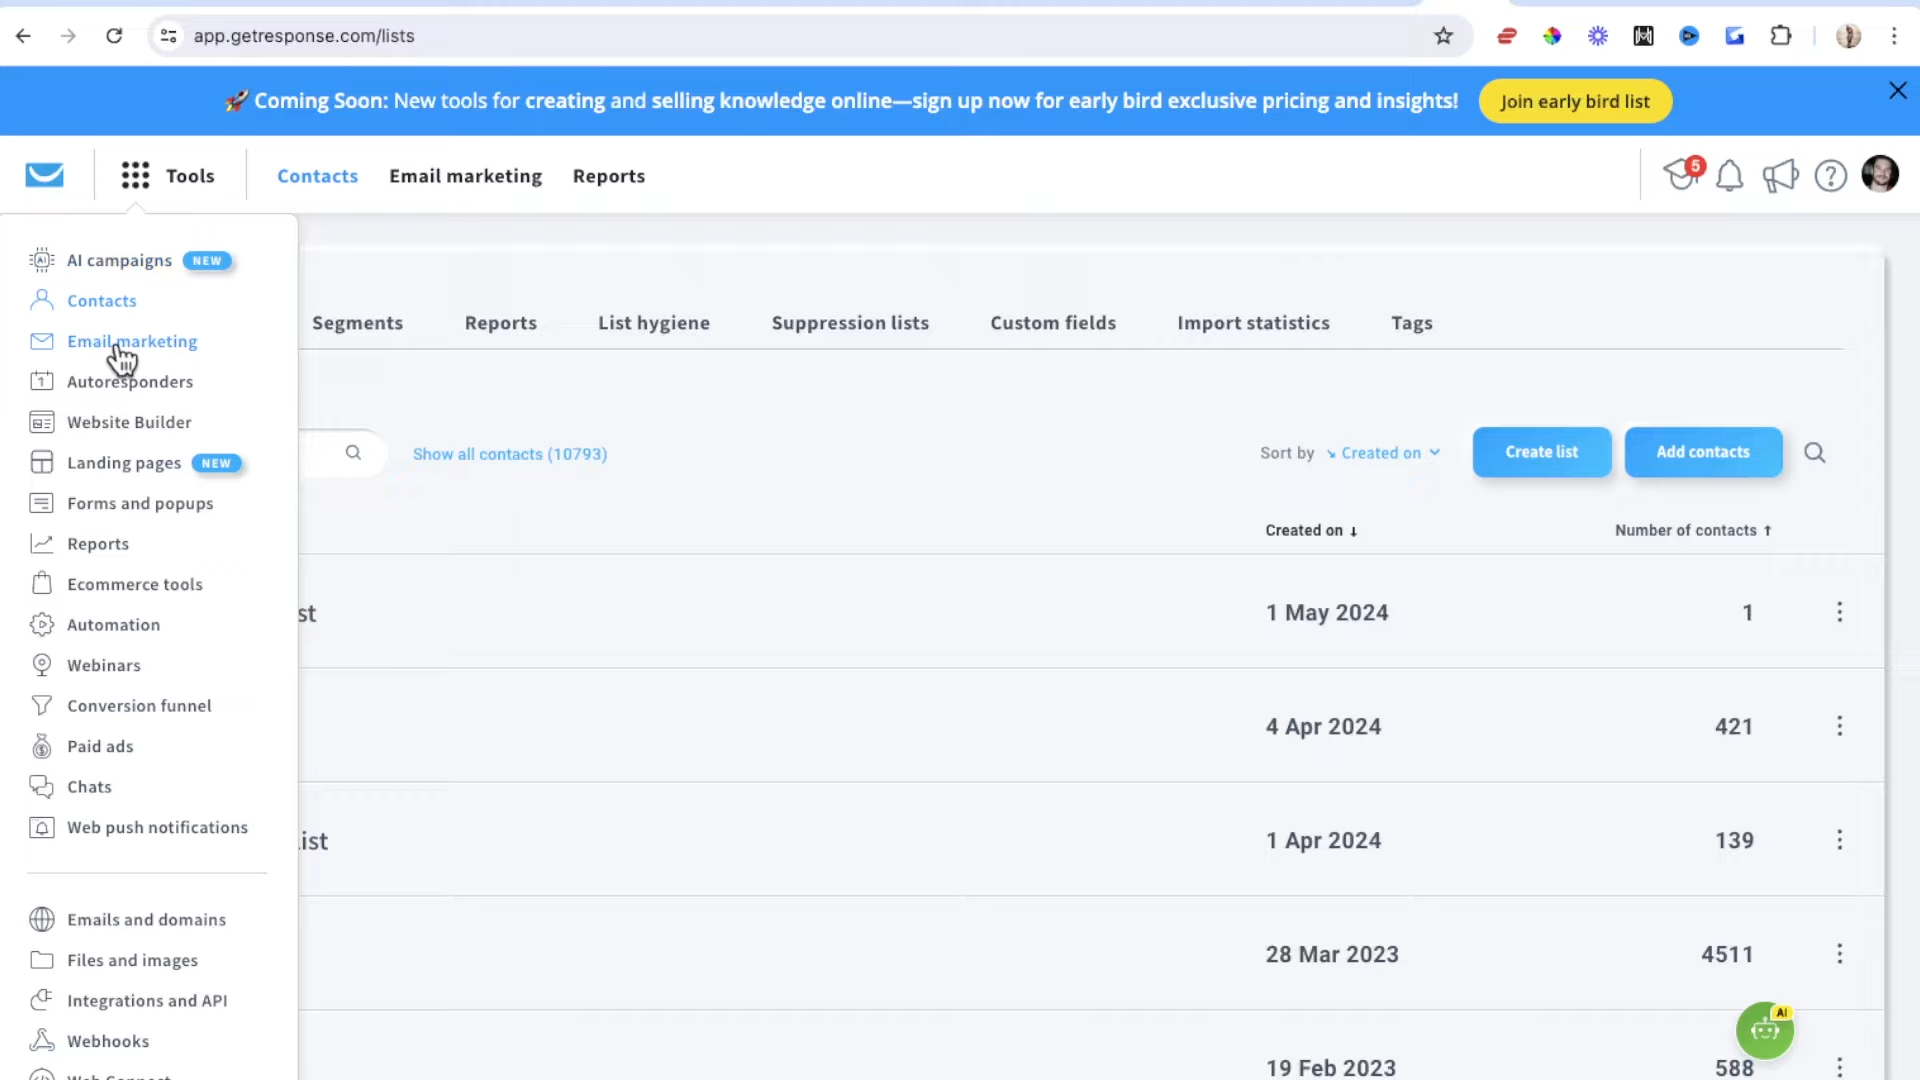 app.getresponse.com/lists
🚀 Coming Soon: New tools for creating and selling knowledge online—sign up now for early bird exclusive pricing and insights!
Join early bird list
Tools
Contacts
Email marketing
Reports
5
AI campaigns NEW
Contacts
Email marketing
Autoresponders
Website Builder
Landing pages NEW
Forms and popups
Reports
Ecommerce tools
Automation
Webinars
Conversion funnel
Paid ads
Chats
Web push notifications
Emails and domains
Files and images
Integrations and API
Webhooks
Segments
Reports
List hygiene
Suppression lists
Custom fields
Import statistics
Tags
Show all contacts (10793)
Sort by ↘ Created on
Create list
Add contacts
Created on ↓
Number of contacts ↑
st
1 May 2024
1
4 Apr 2024
421
ist
1 Apr 2024
139
28 Mar 2023
4511
19 Feb 2023
588
AI